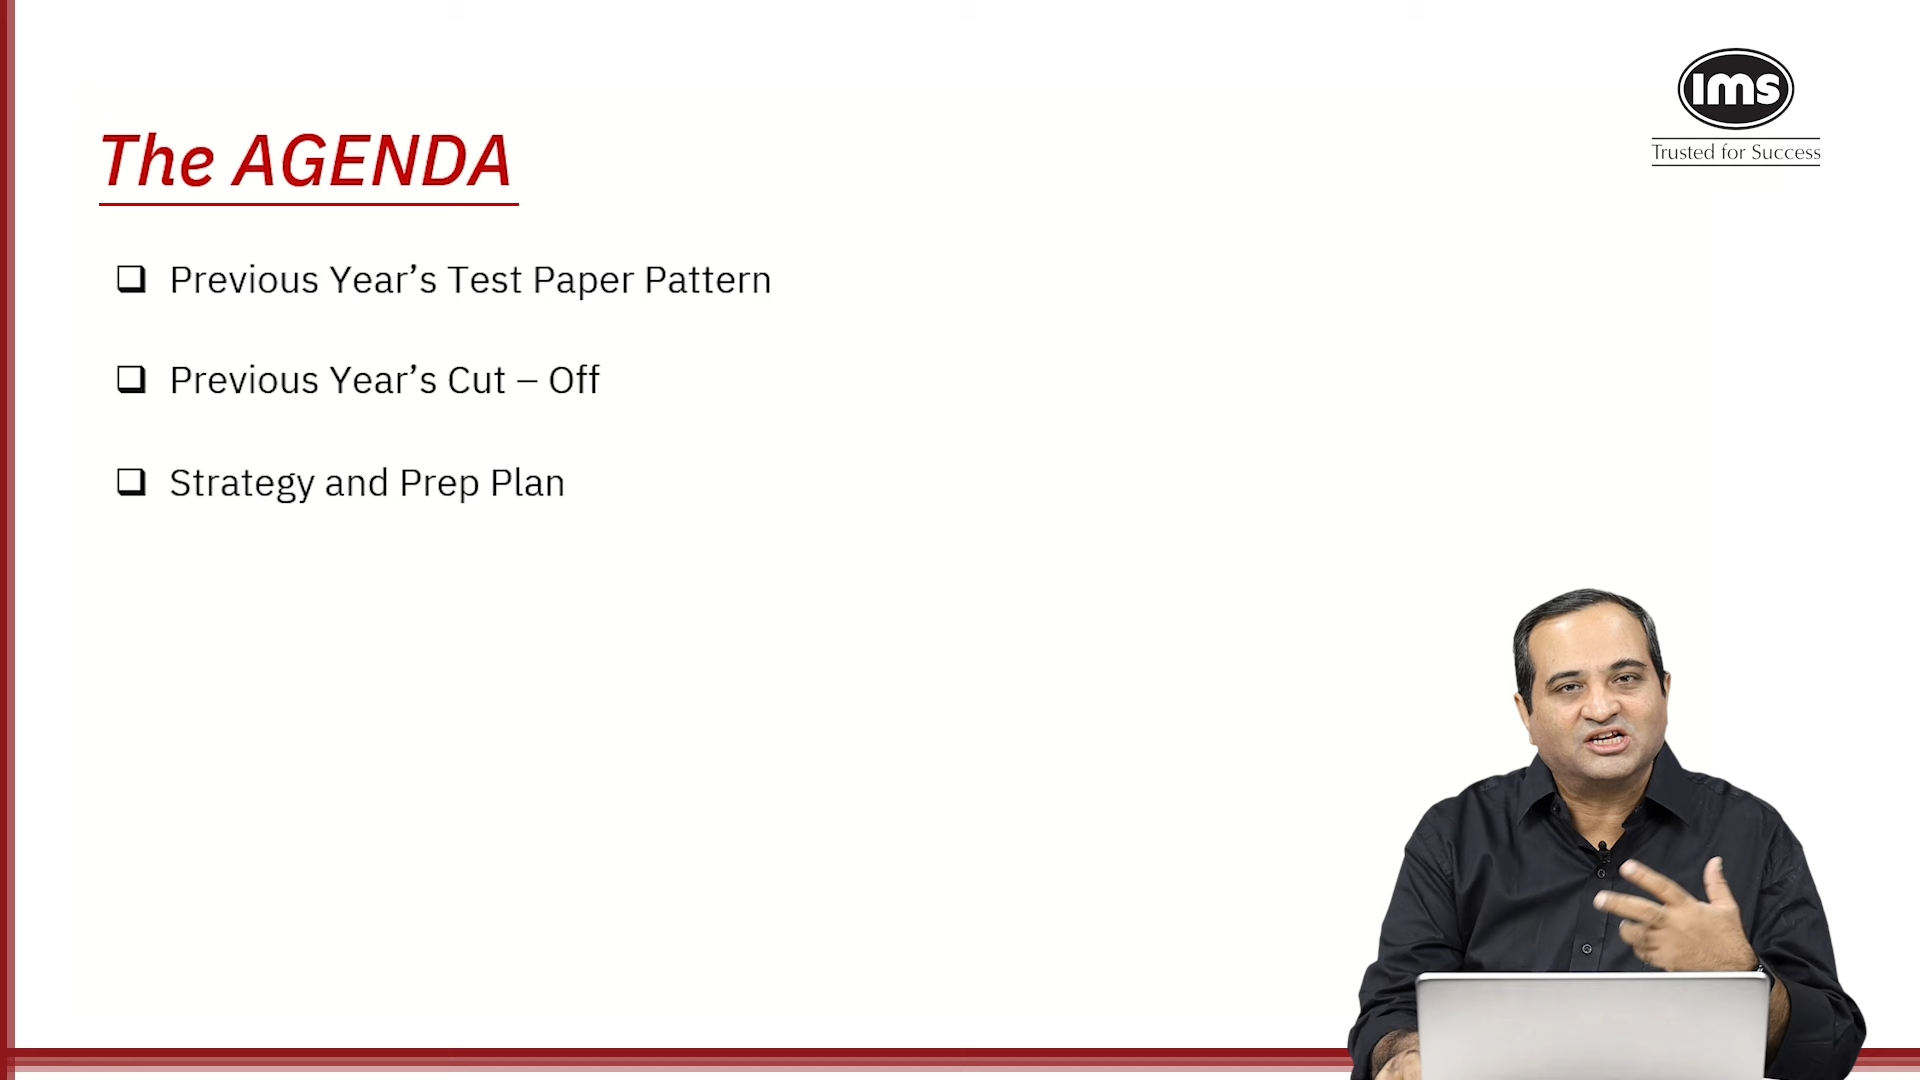 ims
Trusted for Success
The AGENDA
❑ Previous Year’s Test Paper Pattern
❑ Previous Year’s Cut – Off
❑ Strategy and Prep Plan